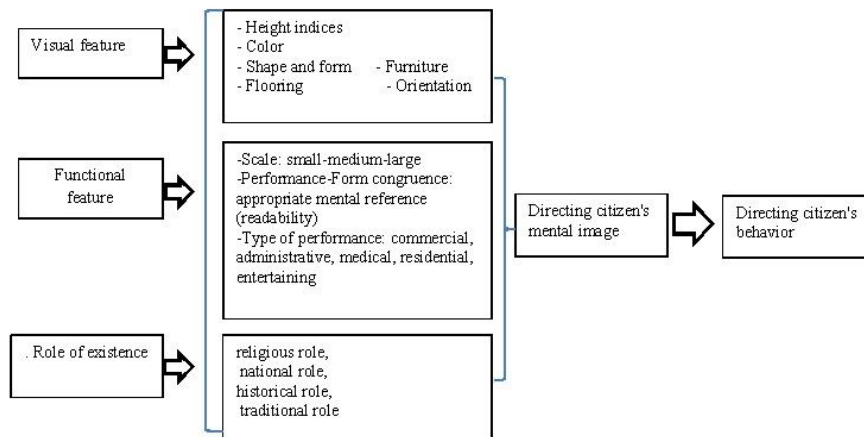 Visual feature
- Height indices
- Color
- Shape and form - Furniture
- Flooring - Orientation
Functional
feature
-Scale: small-medium-large
-Performance-Form congruence:
appropriate mental reference
(readability)
-Type of performance: commercial,
administrative, medical, residential,
entertaining
Directing citizen's
mental image
Directing citizen's
behavior
. Role of existence
religious role,
national role,
historical role,
traditional role